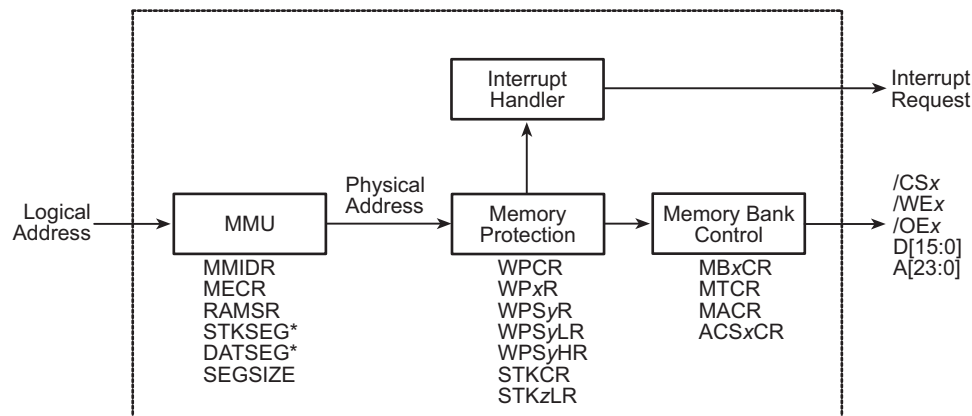 Interrupt
Handler
Interrupt
Request
Logical
Address
MMU
Physical
Address
Memory
Protection
Memory Bank
Control
/CSx
/WEx
/OEx
D[15:0]
A[23:0]
MMIDR
MECR
RAMSR
STKSEG*
DATSEG*
SEGSIZE
WPCR
WPxR
WPSyR
WPSyLR
WPSyHR
STKCR
STKzLR
MBxCR
MTCR
MACR
ACSxCR